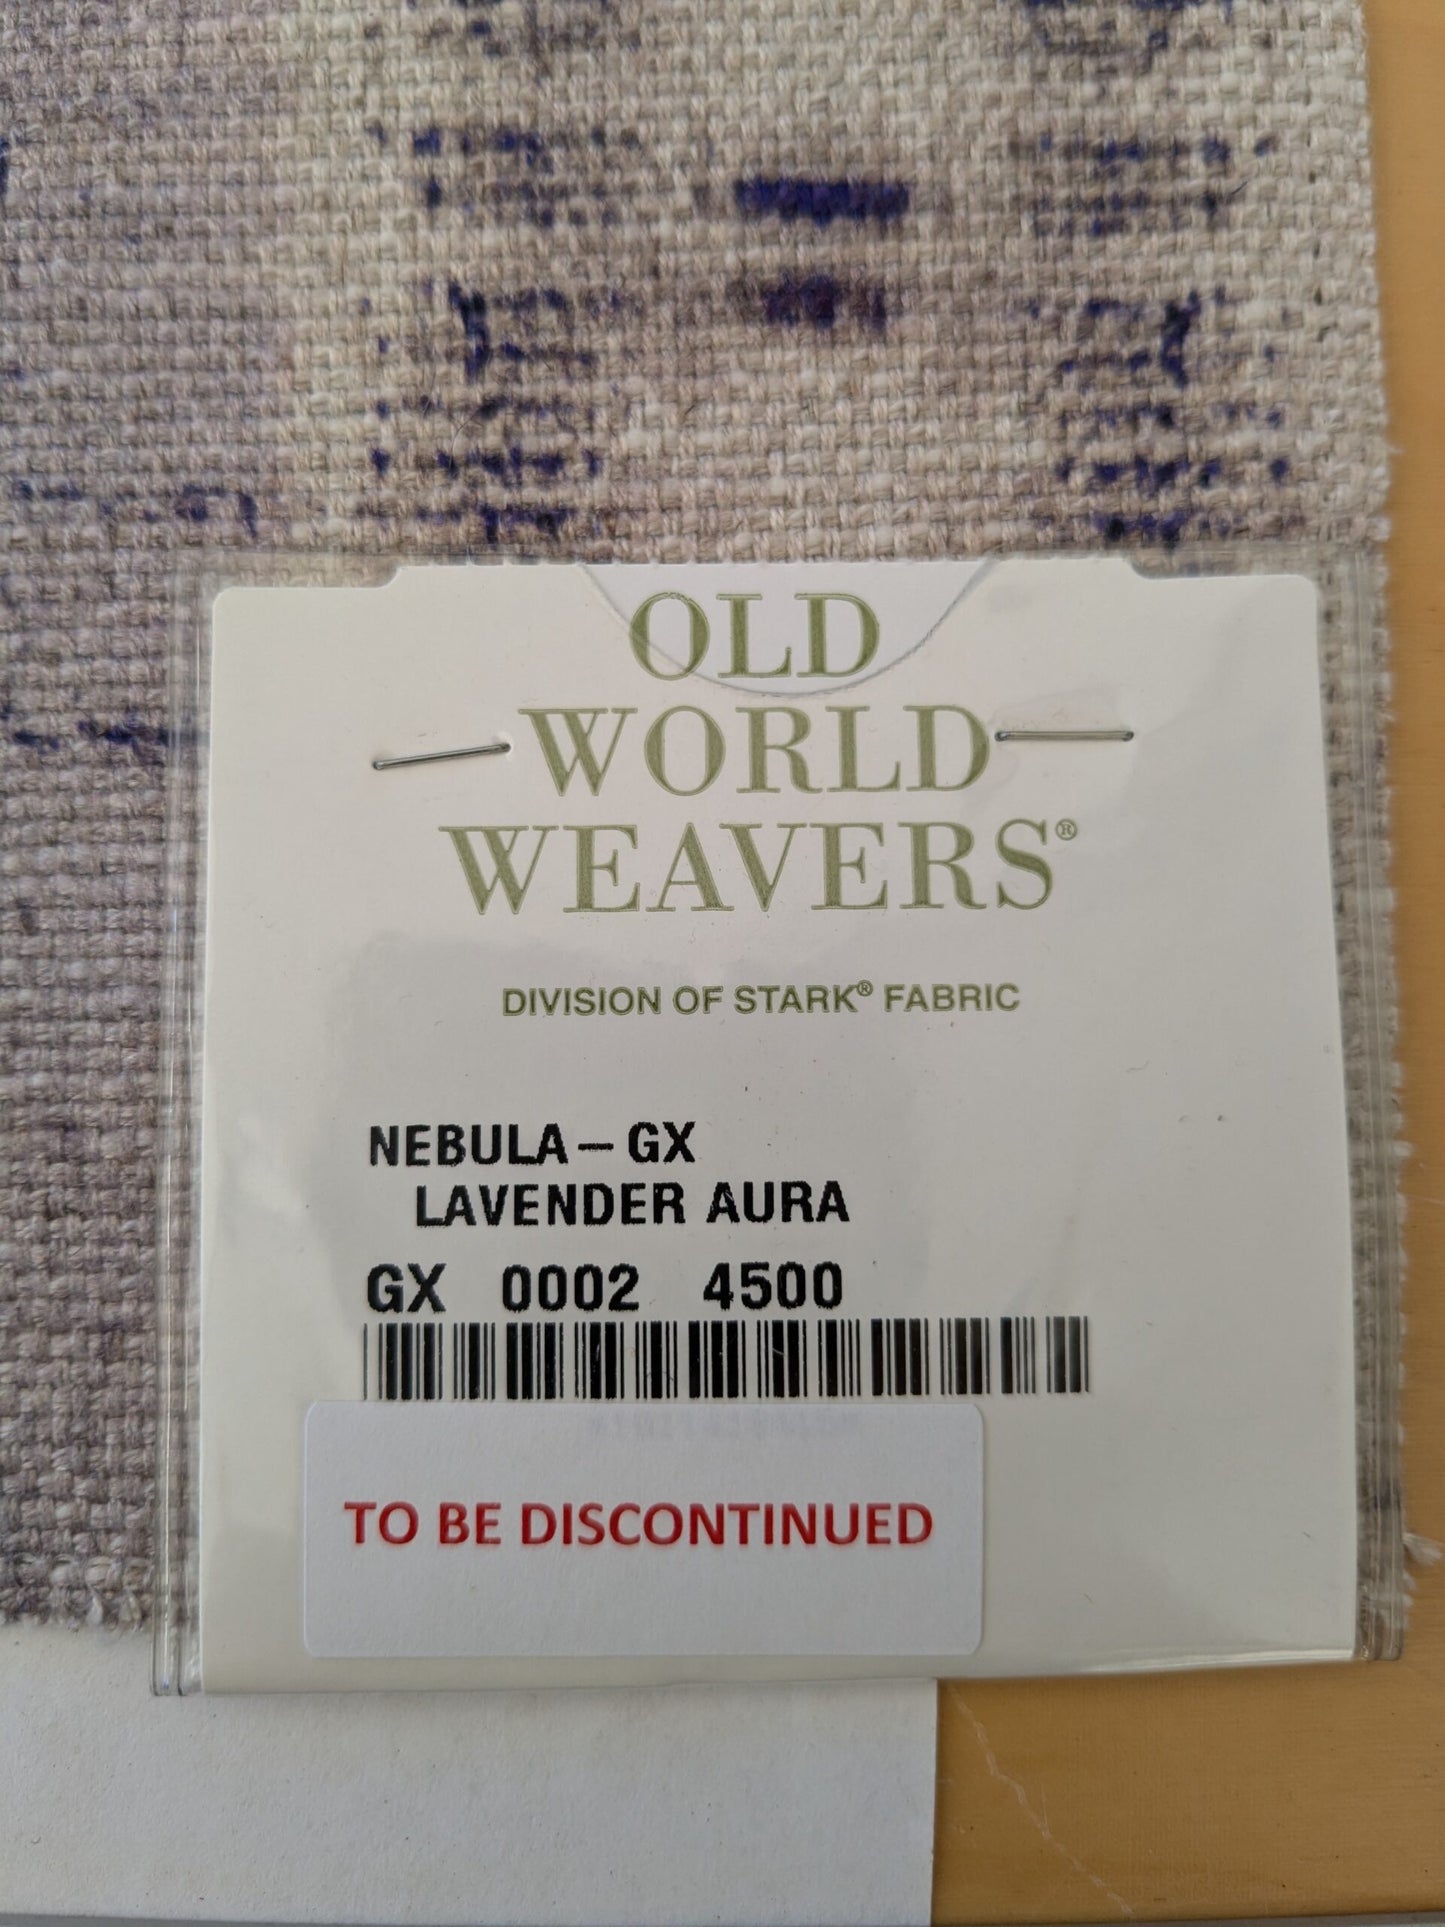 OLD
WORLD
WEAVERS®
DIVISION OF STARK® FABRIC
NEBULA – GX
LAVENDER AURA
GX 0002 4500
TO BE DISCONTINUED